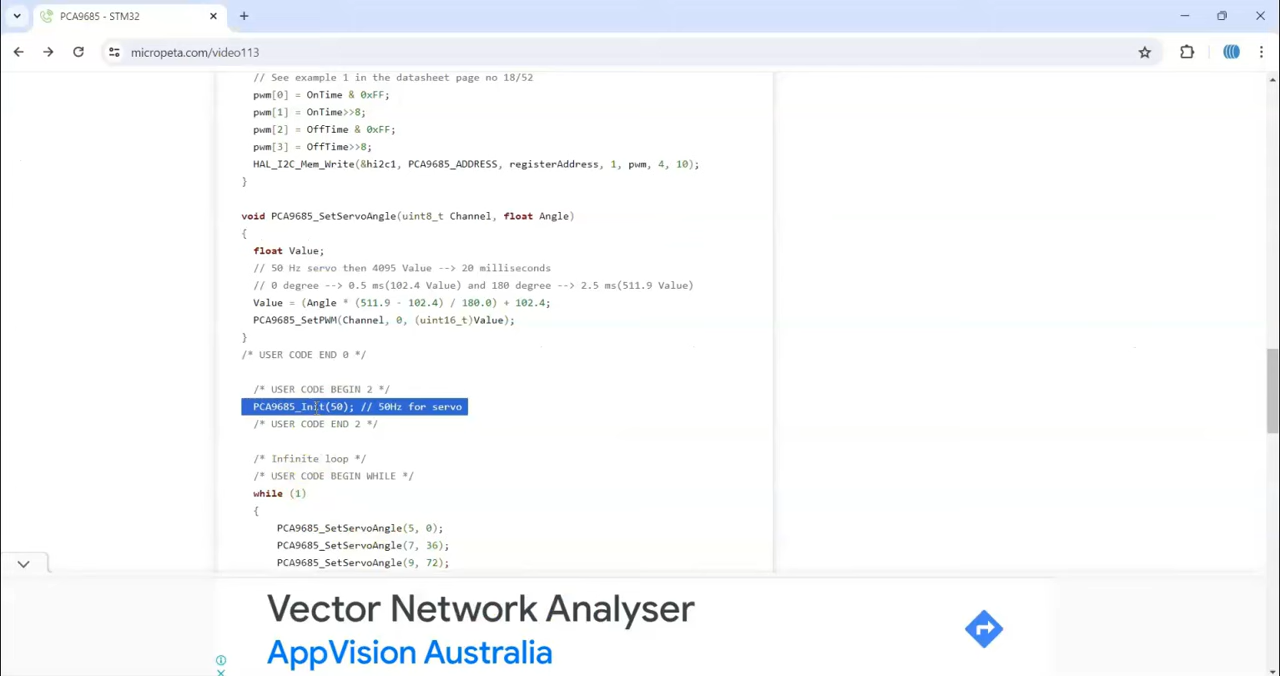 PCA9685 - STM32
micropeta.com/video113
// See example 1 in the datasheet page no 18/52
pwm[0] = OnTime & 0xFF;
pwm[1] = OnTime>>8;
pwm[2] = OffTime & 0xFF;
pwm[3] = OffTime>>8;
HAL_I2C_Mem_Write(&hi2c1, PCA9685_ADDRESS, registerAddress, 1, pwm, 4, 10);
}
void PCA9685_SetServoAngle(uint8_t Channel, float Angle)
{
float Value;
// 50 Hz servo then 4095 Value --> 20 milliseconds
// 0 degree --> 0.5 ms(102.4 Value) and 180 degree --> 2.5 ms(511.9 Value)
Value = (Angle * (511.9 - 102.4) / 180.0) + 102.4;
PCA9685_SetPWM(Channel, 0, (uint16_t)Value);
}
/* USER CODE END 0 */
/* USER CODE BEGIN 2 */
PCA9685_Init(50); // 50Hz for servo
/* USER CODE END 2 */
/* Infinite loop */
/* USER CODE BEGIN WHILE */
while (1)
{
PCA9685_SetServoAngle(5, 0);
PCA9685_SetServoAngle(7, 36);
PCA9685_SetServoAngle(9, 72);
Vector Network Analyser
AppVision Australia